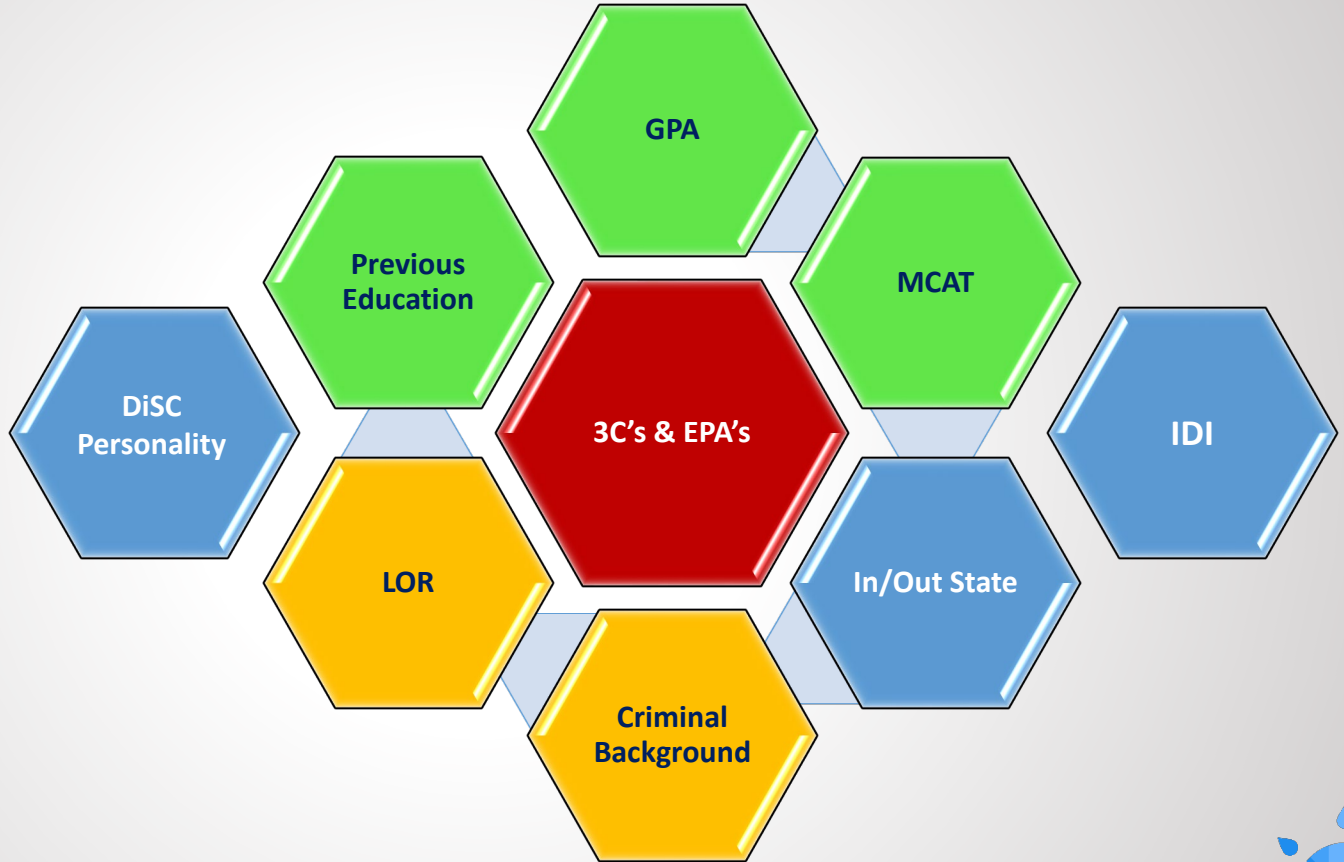 GPA
Previous
Education
MCAT
DiSC
Personality
3C’s & EPA’s
IDI
LOR
In/Out State
Criminal
Background